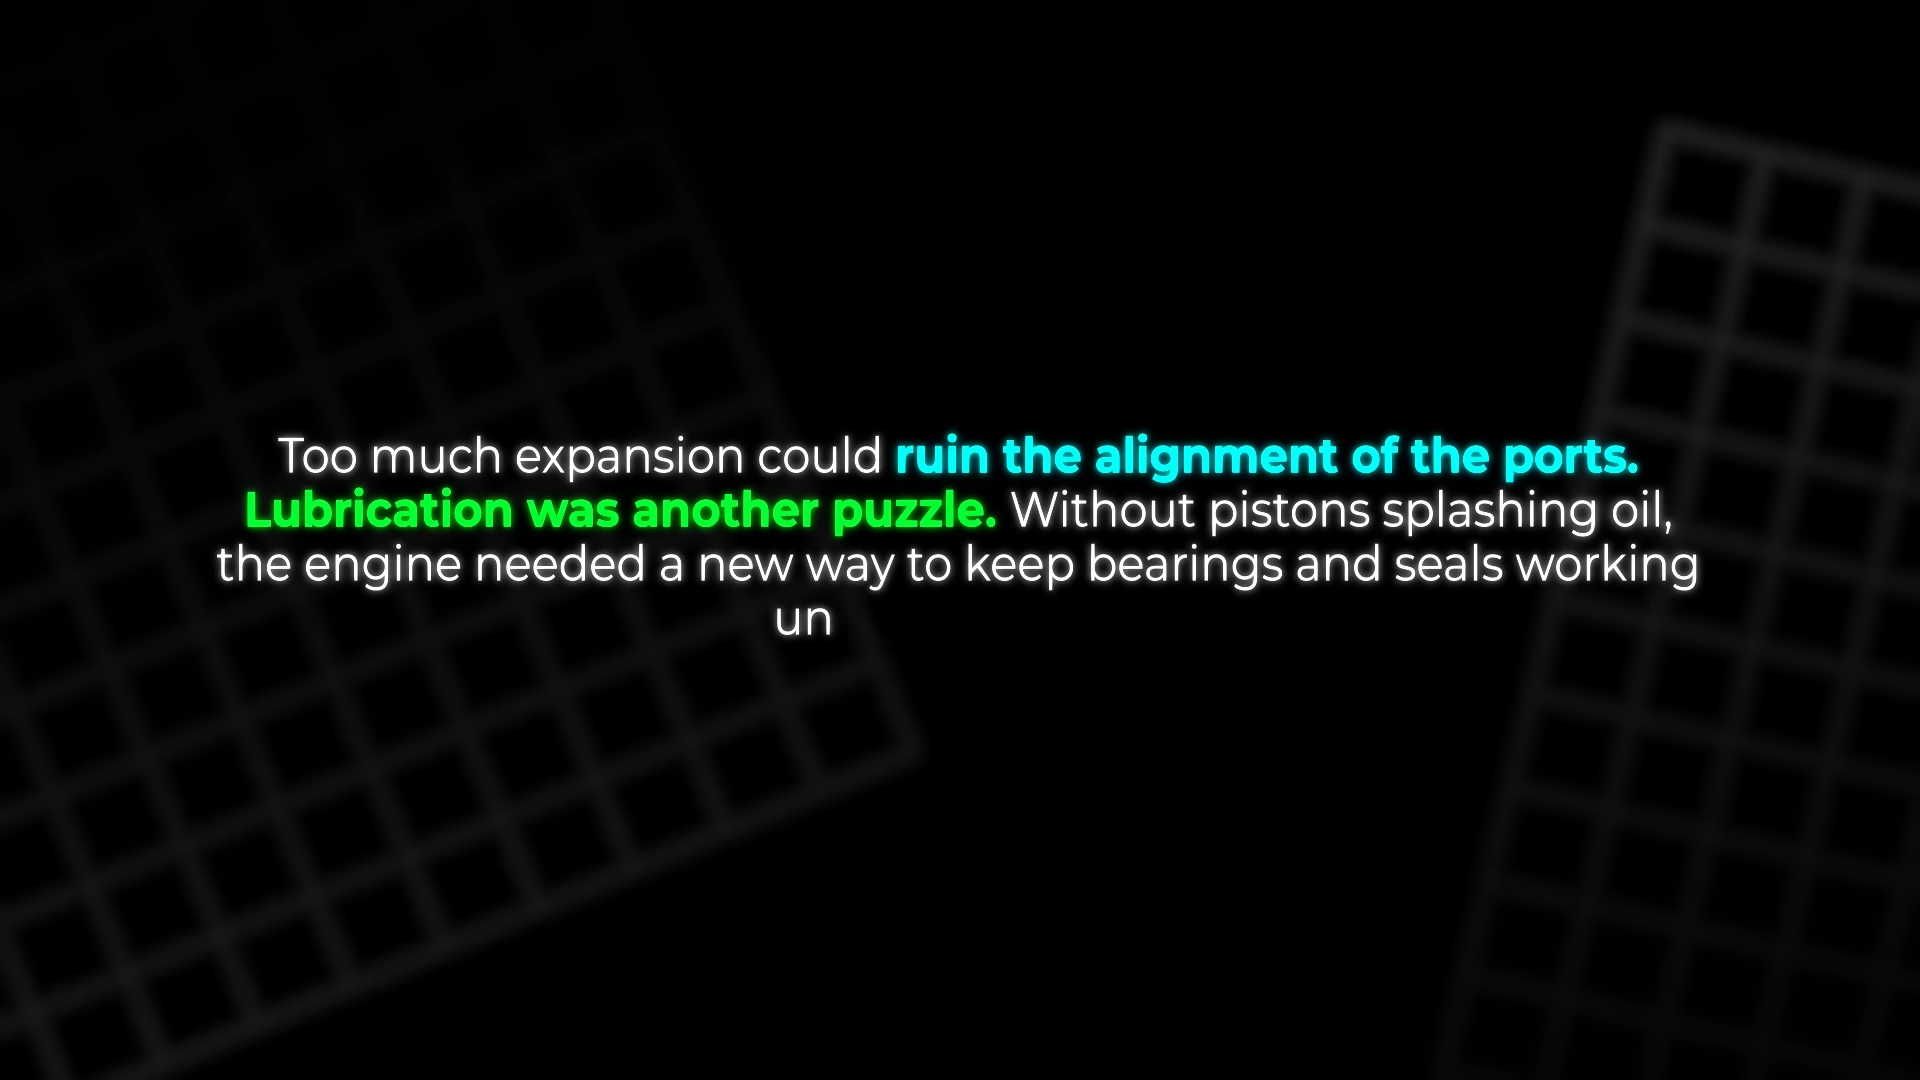 Too much expansion could ruin the alignment of the ports.
Lubrication was another puzzle. Without pistons splashing oil,
the engine needed a new way to keep bearings and seals working
un